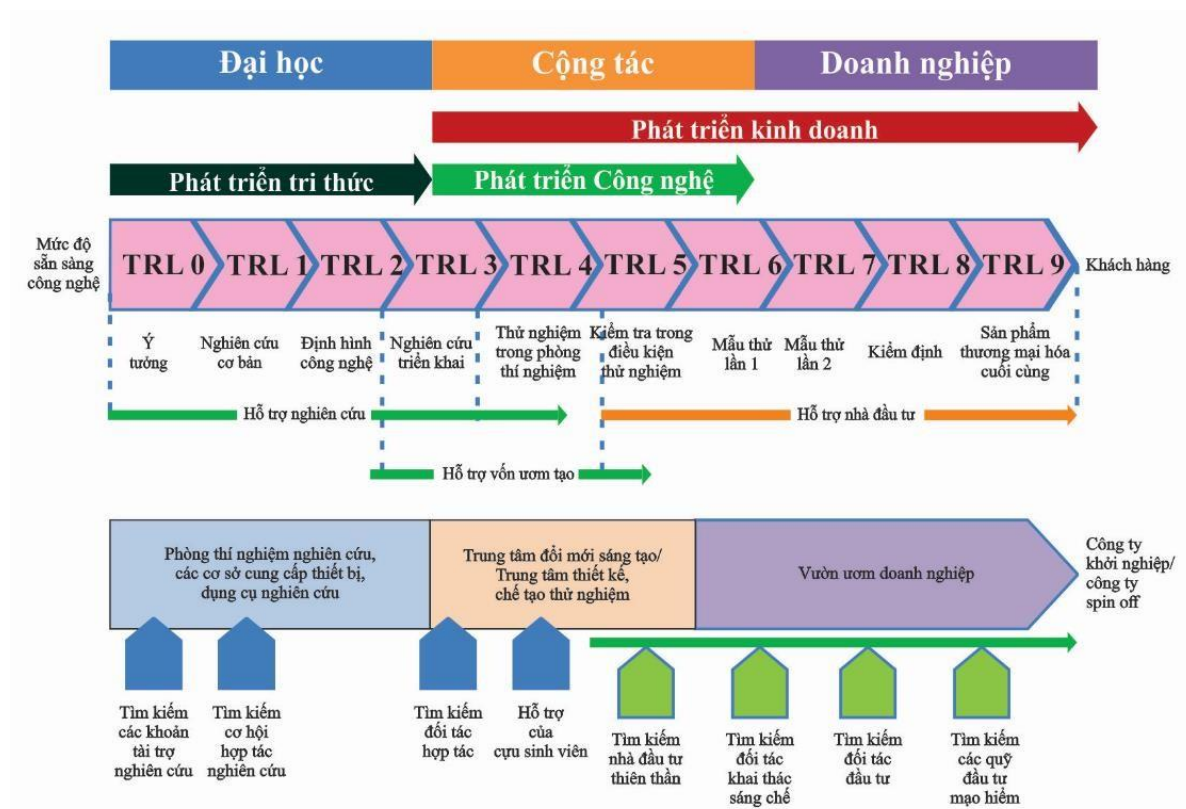 Đại học
Cộng tác
Doanh nghiệp
Phát triển kinh doanh
Phát triển tri thức
Phát triển Công nghệ
Mức độ
sẵn sàng
công nghệ
TRL 0
TRL 1
TRL 2
TRL 3
TRL 4
TRL 5
TRL 6
TRL 7
TRL 8
TRL 9
Khách hàng
Ý
tưởng
Nghiên cứu
cơ bản
Định hình
công nghệ
Nghiên cứu
triển khai
Thử nghiệm
trong phòng
thí nghiệm
Kiểm tra trong
điều kiện
thử nghiệm
Mẫu thử
lần 1
Mẫu thử
lần 2
Kiểm định
Sản phẩm
thương mại hóa
cuối cùng
Hỗ trợ nghiên cứu
Hỗ trợ nhà đầu tư
Hỗ trợ vốn ươm tạo
Phòng thí nghiệm nghiên cứu,
các cơ sở cung cấp thiết bị,
dụng cụ nghiên cứu
Trung tâm đổi mới sáng tạo/
Trung tâm thiết kế,
chế tạo thử nghiệm
Vườn ươm doanh nghiệp
Công ty
khởi nghiệp/
công ty
spin off
Tìm kiếm
các khoản
tài trợ
nghiên cứu
Tìm kiếm
cơ hội
hợp tác
nghiên cứu
Tìm kiếm
đối tác
hợp tác
Hỗ trợ
của
cựu sinh viên
Tìm kiếm
nhà đầu tư
thiên thần
Tìm kiếm
đối tác
khai thác
sáng chế
Tìm kiếm
đối tác
đầu tư
Tìm kiếm
các quỹ
đầu tư
mạo hiểm